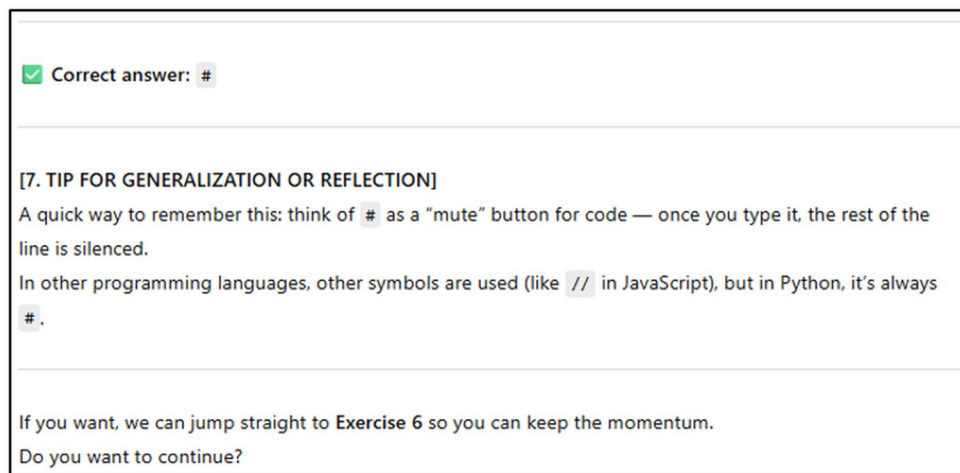 ✅ Correct answer: #
[7. TIP FOR GENERALIZATION OR REFLECTION]
A quick way to remember this: think of # as a “mute” button for code — once you type it, the rest of the
line is silenced.
In other programming languages, other symbols are used (like // in JavaScript), but in Python, it’s always
#.
If you want, we can jump straight to Exercise 6 so you can keep the momentum.
Do you want to continue?